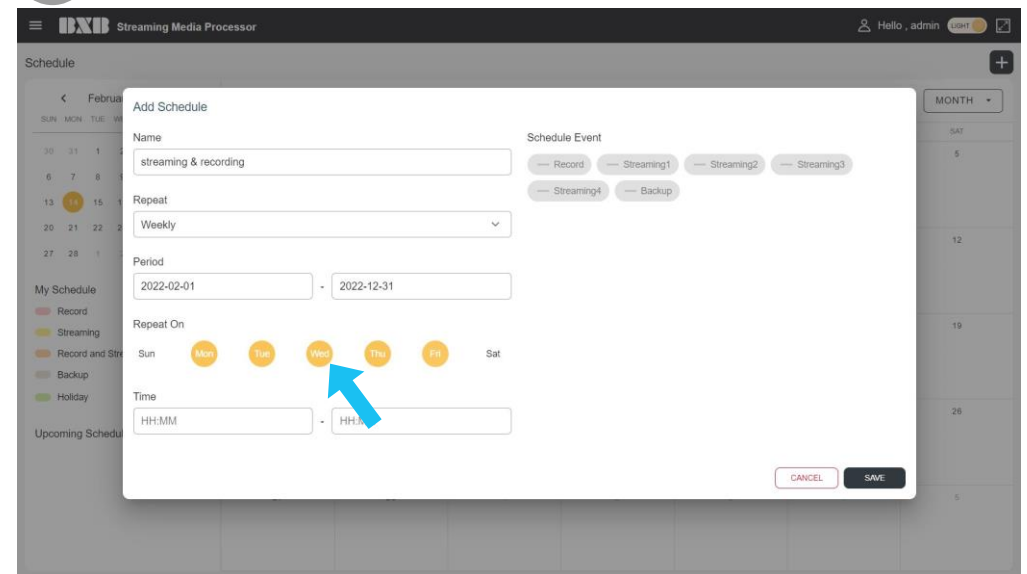 BXB Streaming Media Processor
Hello , admin LIGHT
Schedule
Februa
MONTH
SUN MON TUE
SAT
30 31 1
5
6 7 8
13 14 15 1
20 21 22 2
27 28 1
12
19
26
5
My Schedule
Record
Streaming
Record and Stre
Backup
Holiday
Upcoming Schedul
Add Schedule
Name
streaming & recording
Repeat
Weekly
Period
2022-02-01 - 2022-12-31
Repeat On
Sun Mon Tue Wed Thu Fri Sat
Time
HH:MM - HH:M
Schedule Event
— Record — Streaming1 — Streaming2 — Streaming3
— Streaming4 — Backup
CANCEL SAVE